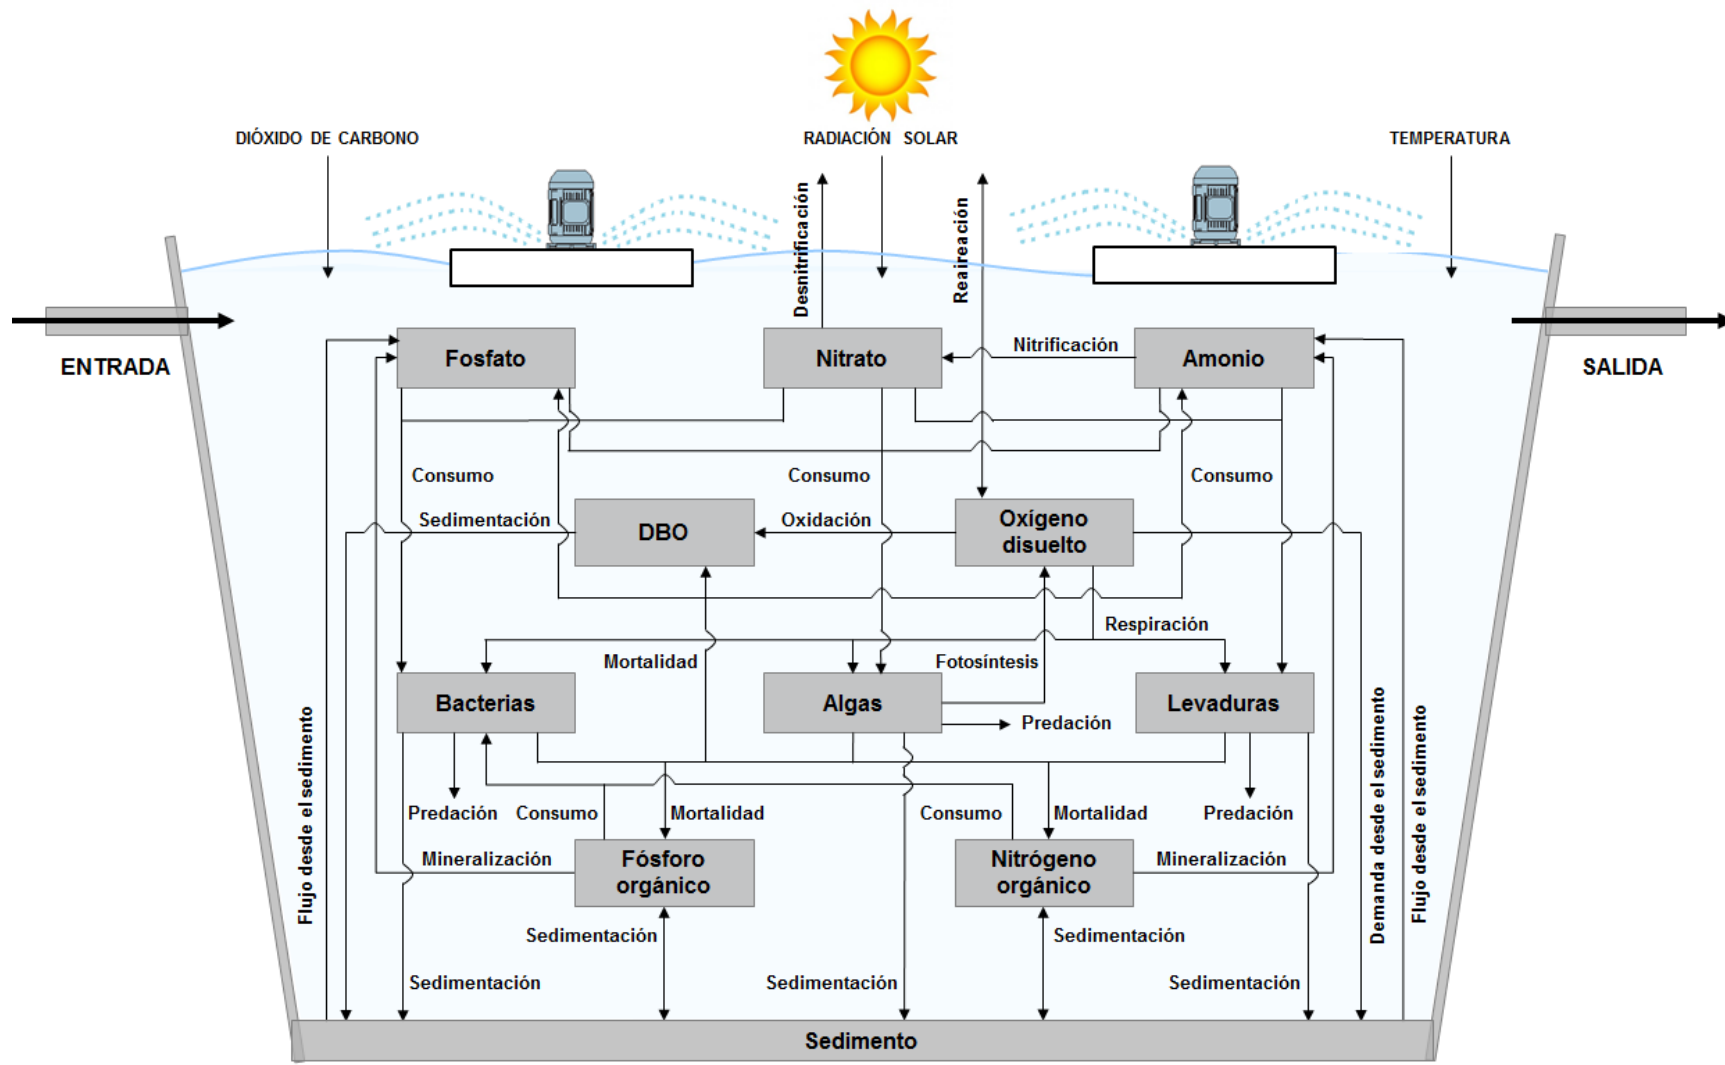 DIÓXIDO DE CARBONO
RADIACIÓN SOLAR
TEMPERATURA
Desnitrificación
Reaireación
ENTRADA
SALIDA
Fosfato
Nitrato
Nitrificación
Amonio
Consumo
Consumo
Consumo
Sedimentación
DBO
Oxidación
Oxígeno
disuelto
Respiración
Mortalidad
Fotosíntesis
Bacterias
Algas
Levaduras
Predación
Flujo desde el sedimento
Demanda desde el sedimento
Flujo desde el sedimento
Predación
Consumo
Mortalidad
Consumo
Mortalidad
Predación
Mineralización
Fósforo
orgánico
Nitrógeno
orgánico
Mineralización
Sedimentación
Sedimentación
Sedimentación
Sedimentación
Sedimentación
Sedimento